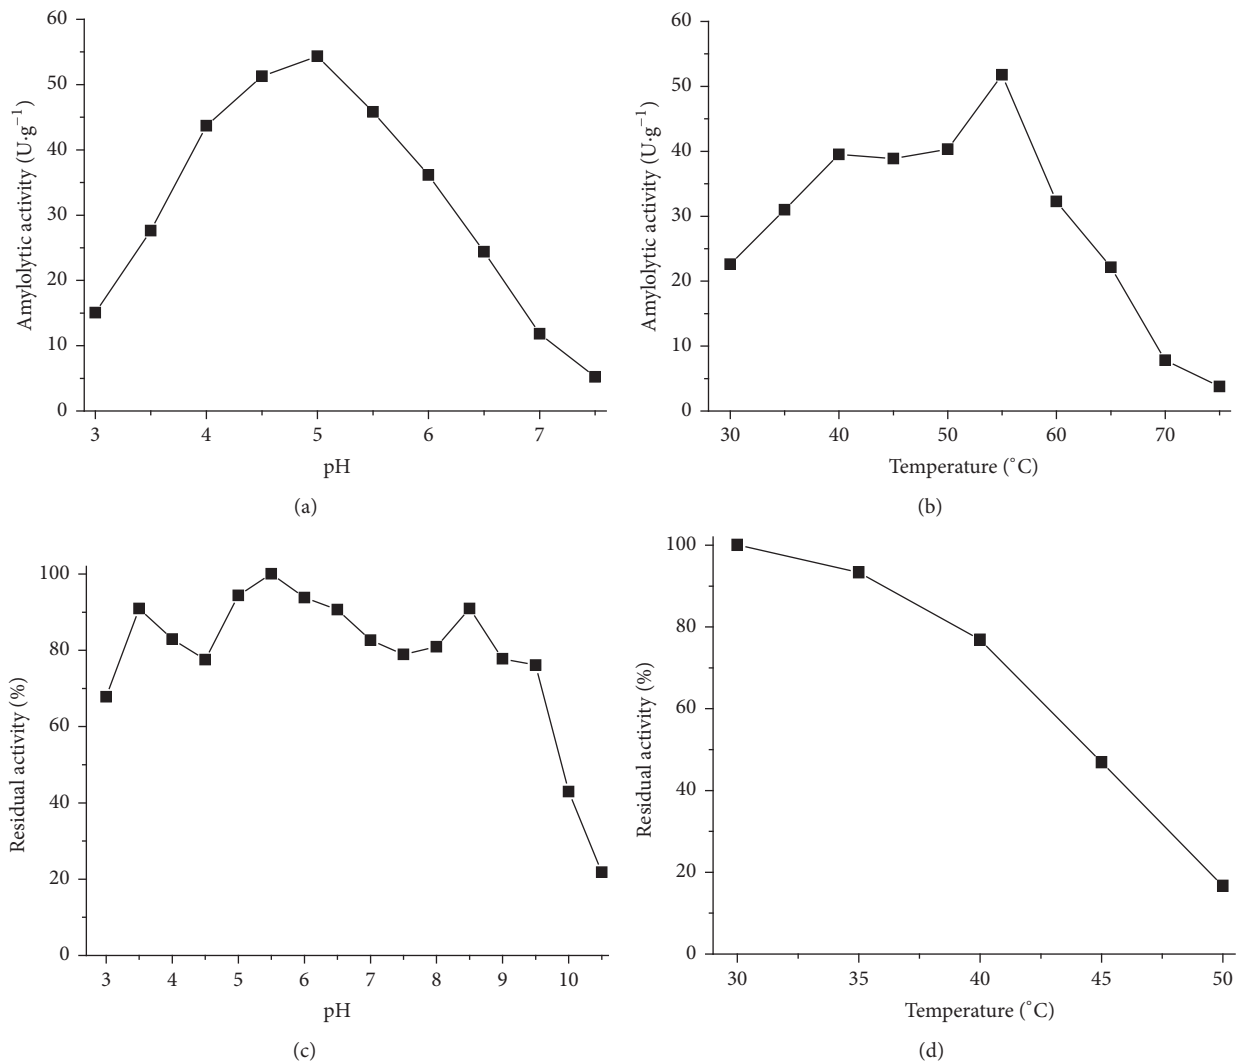 60
50
40
30
20
10
0
Amylolytic activity (U·g⁻¹)
3 4 5 6 7
pH
(a)
60
50
40
30
20
10
0
Amylolytic activity (U·g⁻¹)
30 40 50 60 70
Temperature (°C)
(b)
100
80
60
40
20
0
Residual activity (%)
3 4 5 6 7 8 9 10
pH
(c)
100
80
60
40
20
0
Residual activity (%)
30 35 40 45 50
Temperature (°C)
(d)